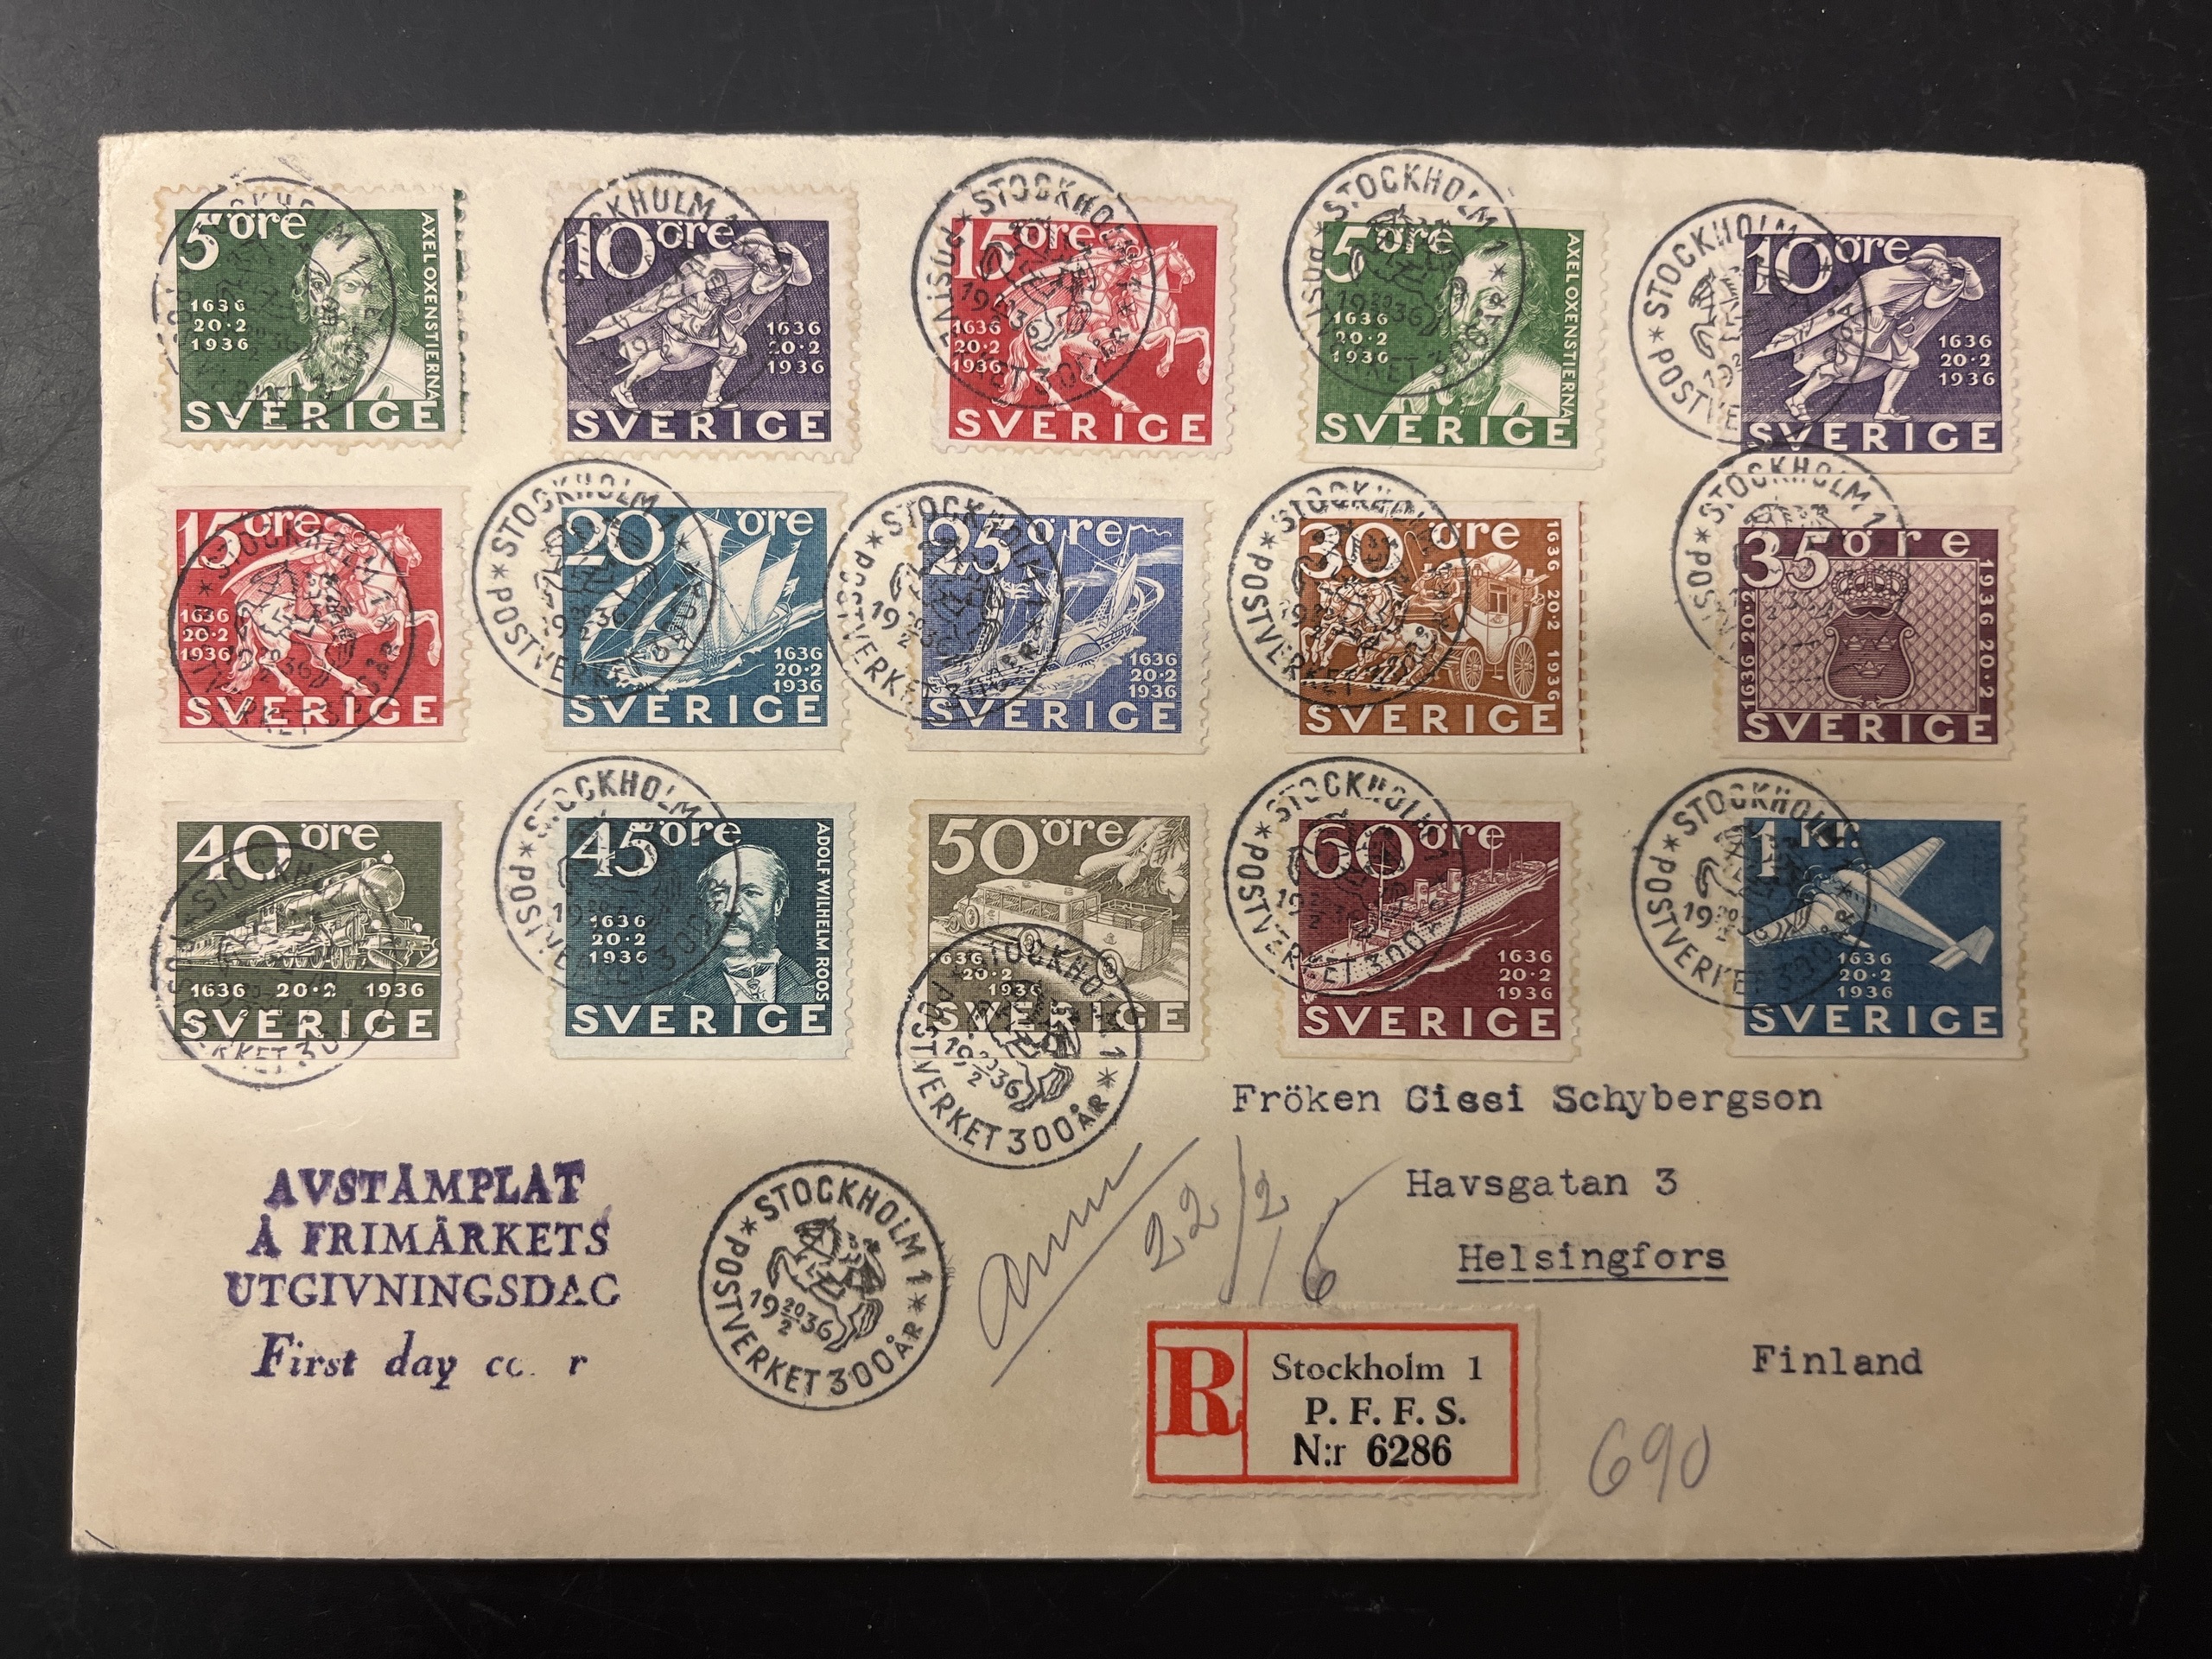 5 öre
AXEL OXENSTIERNA
1636
20·2
1936
SVERIGE
10 öre
1636
20·2
1936
SVERIGE
15 öre
1636
20·2
1936
SVERIGE
5 öre
AXEL OXENSTIERNA
1636
20·2
1936
SVERIGE
10 öre
1636
20·2
1936
SVERIGE
15 öre
1636
20·2
1936
SVERIGE
20 öre
1636
20·2
1936
SVERIGE
25 öre
1636
20·2
1936
SVERIGE
30 öre
1636 20·2 1936
SVERIGE
35 öre
1636 20·2
1936 20·2
SVERIGE
40 öre
1636 20·2 1936
SVERIGE
45 öre
ADOLF WILHELM ROOS
1636
20·2
1936
SVERIGE
50 öre
1636
20·2
1936
SVERIGE
60 öre
1636
20·2
1936
SVERIGE
1 Kr.
1636
20·2
1936
SVERIGE
STOCKHOLM 1
19 20/2 36
POSTVERKET 300 ÅR
Fröken Cissi Schybergson
Havsgatan 3
Helsingfors
Finland
AVSTÄMPLAT
Å FRIMÄRKETS
UTGIVNINGSDAG
First day
STOCKHOLM 1
19 20/2 36
POSTVERKET 300 ÅR
22/2
R
Stockholm 1
P. F. F. S.
N:r 6286
690